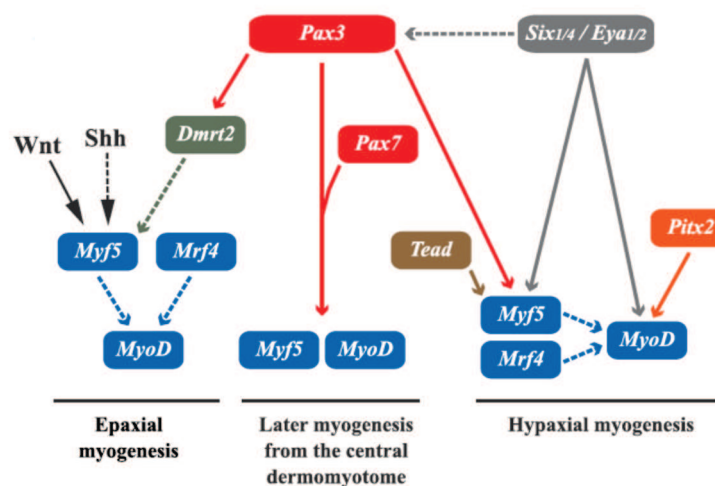 Pax3
Six1/4 / Eya1/2
Dmrt2
Wnt
Shh
Pax7
Myf5
Mrf4
MyoD
Tead
Pitx2
Myf5
MyoD
Myf5
Mrf4
MyoD
Epaxial
myogenesis
Later myogenesis
from the central
dermomyotome
Hypaxial myogenesis